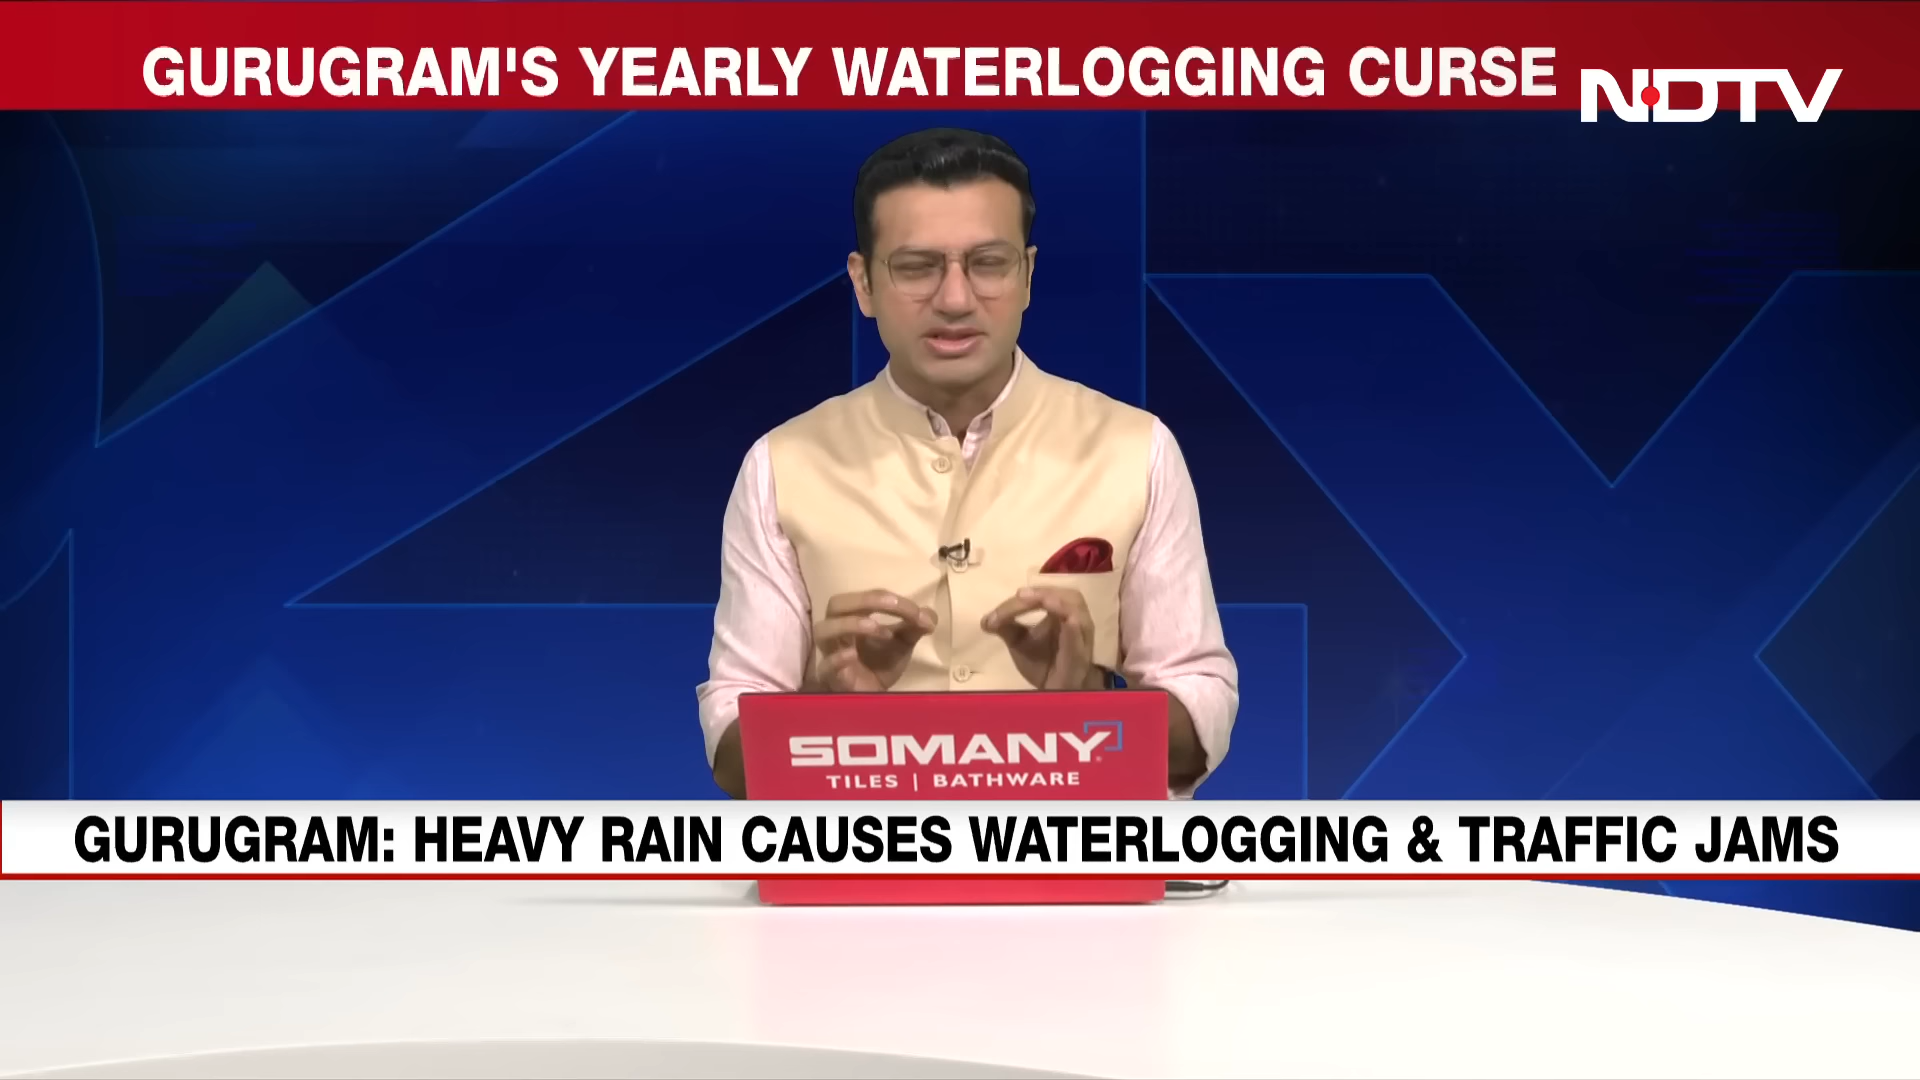 GURUGRAM'S YEARLY WATERLOGGING CURSE
NDTV
SOMANY
TILES | BATHWARE
GURUGRAM: HEAVY RAIN CAUSES WATERLOGGING & TRAFFIC JAMS